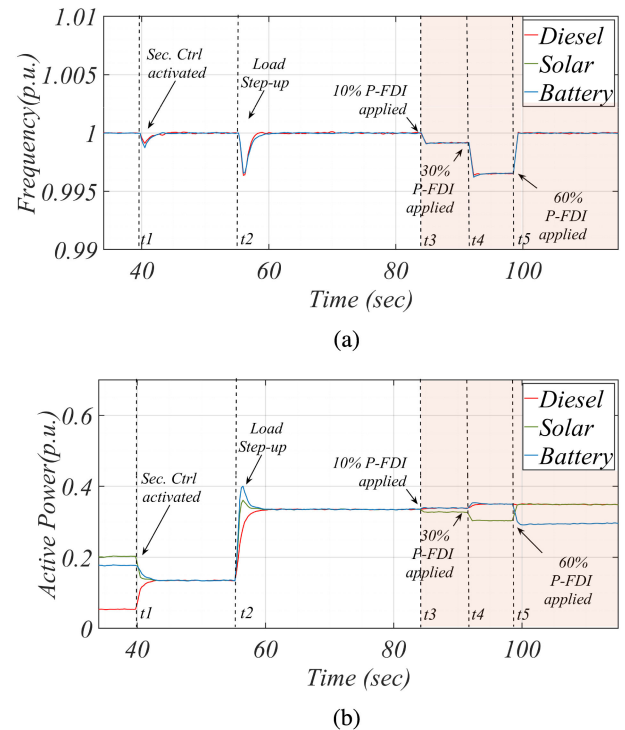 1.01
1.005
1
0.995
0.99
Frequency(p.u.)
Sec. Ctrl
activated
Load
Step-up
10% P-FDI
applied
30%
P-FDI
applied
60%
P-FDI
applied
Diesel
Solar
Battery
t1
t2
t3
t4
t5
40
60
80
100
Time (sec)
(a)
0.6
0.4
0.2
0
Active Power(p.u.)
Sec. Ctrl
activated
Load
Step-up
10% P-FDI
applied
30%
P-FDI
applied
60%
P-FDI
applied
Diesel
Solar
Battery
t1
t2
t3
t4
t5
40
60
80
100
Time (sec)
(b)